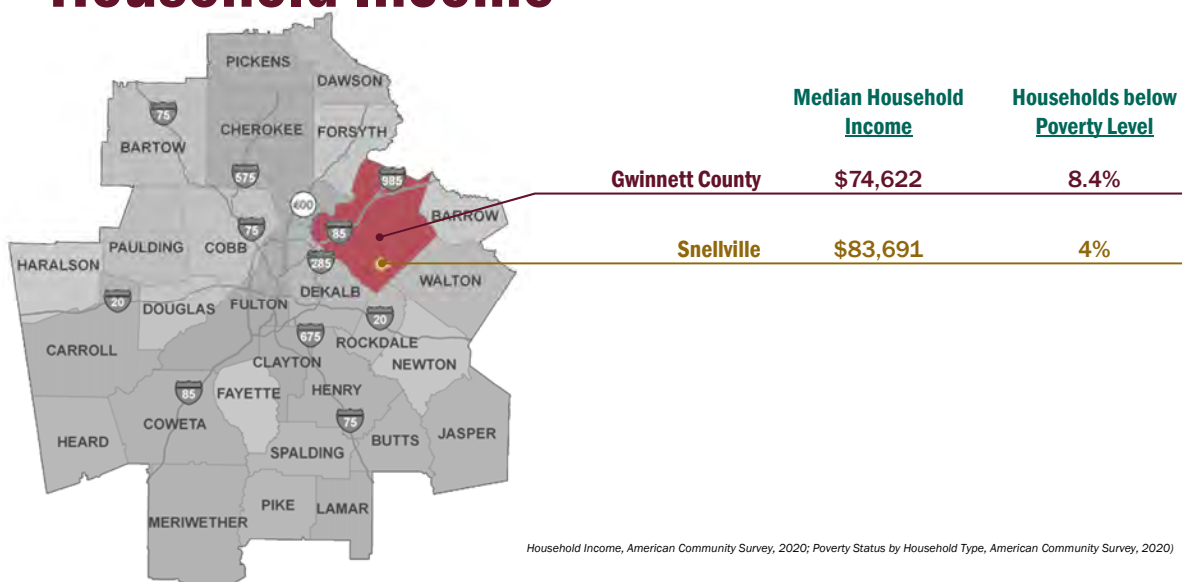 Household Income
PICKENS
DAWSON
75
CHEROKEE
FORSYTH
BARTOW
575
985
400
BARROW
75
85
PAULDING
COBB
HARALSON
285
WALTON
DEKALB
20
DOUGLAS
FULTON
20
675
ROCKDALE
CARROLL
CLAYTON
NEWTON
85
FAYETTE
HENRY
COWETA
75
HEARD
BUTTS
JASPER
SPALDING
PIKE
LAMAR
MERIWETHER
Median Household
Income
Households below
Poverty Level
Gwinnett County $74,622 8.4%
Snellville $83,691 4%
Household Income, American Community Survey, 2020; Poverty Status by Household Type, American Community Survey, 2020)